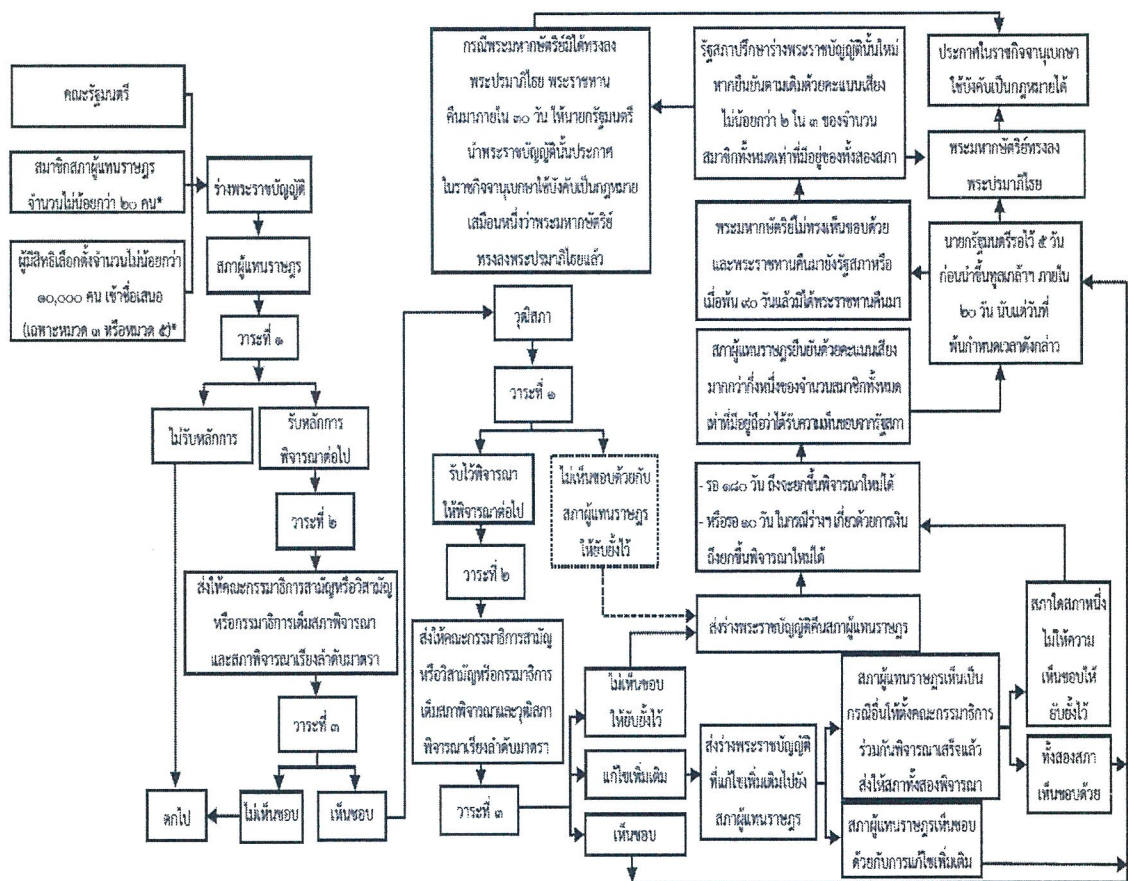 คณะรัฐมนตรี
สมาชิกสภาผู้แทนราษฎร
จำนวนไม่น้อยกว่า ๒๐ คน*
ผู้มีสิทธิเลือกตั้งจำนวนไม่น้อยกว่า
๑๐,๐๐๐ คน เข้าชื่อเสนอ
(เฉพาะหมวด ๓ หรือหมวด ๕)*
ร่างพระราชบัญญัติ
สภาผู้แทนราษฎร
วาระที่ ๑
ไม่รับหลักการ
รับหลักการ
พิจารณาต่อไป
วาระที่ ๒
ส่งให้คณะกรรมาธิการสามัญหรือวิสามัญ
หรือกรรมาธิการเต็มสภาพิจารณา
และสภาพิจารณาเรียงลำดับมาตรา
วาระที่ ๓
ตกไป
ไม่เห็นชอบ
เห็นชอบ
วุฒิสภา
วาระที่ ๑
รับไว้พิจารณา
ให้พิจารณาต่อไป
ไม่เห็นชอบด้วยกับ
สภาผู้แทนราษฎร
ให้ยับยั้งไว้
วาระที่ ๒
ส่งให้คณะกรรมาธิการสามัญ
หรือวิสามัญหรือกรรมาธิการ
เต็มสภาพิจารณาและวุฒิสภา
พิจารณาเรียงลำดับมาตรา
วาระที่ ๓
ไม่เห็นชอบ
ให้ยับยั้งไว้
แก้ไขเพิ่มเติม
เห็นชอบ
ส่งร่างพระราชบัญญัติ
ที่แก้ไขเพิ่มเติมไปยัง
สภาผู้แทนราษฎร
สภาผู้แทนราษฎรเห็นเป็น
กรณีอื่นให้ตั้งคณะกรรมาธิการ
ร่วมกันพิจารณาเสร็จแล้ว
ส่งให้สภาทั้งสองพิจารณา
สภาผู้แทนราษฎรเห็นชอบ
ด้วยกับการแก้ไขเพิ่มเติม
สภาใดสภาหนึ่ง
ไม่ให้ความ
เห็นชอบให้
ยับยั้งไว้
ทั้งสองสภา
เห็นชอบด้วย
ส่งร่างพระราชบัญญัติคืนสภาผู้แทนราษฎร
- รอ ๑๘๐ วัน ถึงจะยกขึ้นพิจารณาใหม่ได้
- หรือรอ ๑๐ วัน ในกรณีร่างฯ เกี่ยวด้วยการเงิน
ถึงยกขึ้นพิจารณาใหม่ได้
สภาผู้แทนราษฎรยืนยันด้วยคะแนนเสียง
มากกว่ากึ่งหนึ่งของจำนวนสมาชิกทั้งหมด
เท่าที่มีอยู่ถือว่าได้รับความเห็นชอบจากรัฐสภา
นายกรัฐมนตรีรอไว้ ๕ วัน
ก่อนนำขึ้นทูลเกล้าฯ ภายใน
๒๐ วัน นับแต่วันที่
พ้นกำหนดเวลาดังกล่าว
พระมหากษัตริย์ไม่ทรงเห็นชอบด้วย
และพระราชทานคืนมายังรัฐสภาหรือ
เมื่อพ้น ๙๐ วันแล้วมิได้พระราชทานคืนมา
รัฐสภาปรึกษาร่างพระราชบัญญัตินั้นใหม่
หากยืนยันตามเดิมด้วยคะแนนเสียง
ไม่น้อยกว่า ๒ ใน ๓ ของจำนวน
สมาชิกทั้งหมดเท่าที่มีอยู่ของทั้งสองสภา
กรณีพระมหากษัตริย์มิได้ทรงลง
พระปรมาภิไธย พระราชทาน
คืนมาภายใน ๓๐ วัน ให้นายกรัฐมนตรี
นำพระราชบัญญัตินั้นประกาศ
ในราชกิจจานุเบกษาใช้บังคับเป็นกฎหมาย
เสมือนหนึ่งว่าพระมหากษัตริย์
ทรงลงพระปรมาภิไธยแล้ว
พระมหากษัตริย์ทรงลง
พระปรมาภิไธย
ประกาศในราชกิจจานุเบกษา
ใช้บังคับเป็นกฎหมายได้